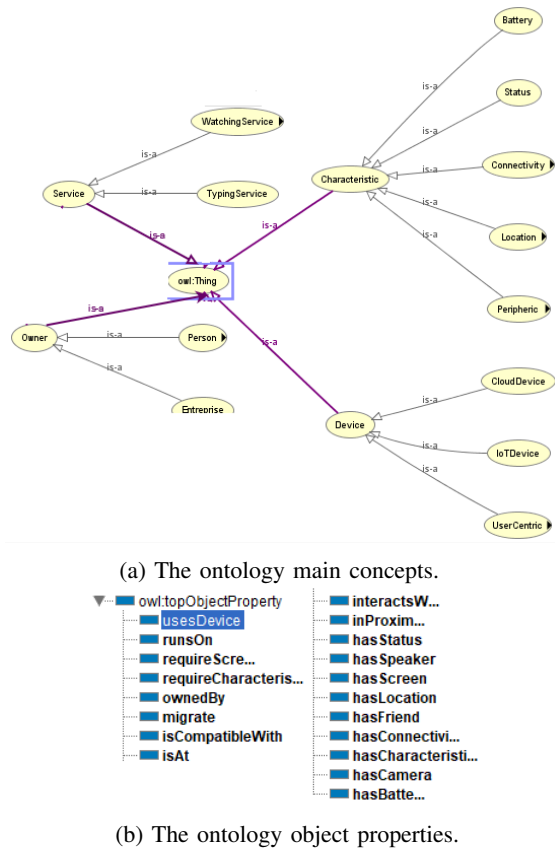 Battery
is-a
Status
is-a
WatchingService
is-a
Connectivity
is-a
Characteristic
Service
is-a
TypingService
is-a
is-a
is-a
Location
is-a
owl:Thing
is-a
Peripheric
is-a
Owner
is-a
Person
is-a
is-a
CloudDevice
is-a
Entreprise
Device
is-a
IoTDevice
is-a
UserCentric
(a) The ontology main concepts.
owl:topObjectProperty
usesDevice
runsOn
requireScre...
requireCharacteris...
ownedBy
migrate
isCompatibleWith
isAt
interactsW...
inProxim...
hasStatus
hasSpeaker
hasScreen
hasLocation
hasFriend
hasConnectivi...
hasCharacteristi...
hasCamera
hasBatte...
(b) The ontology object properties.